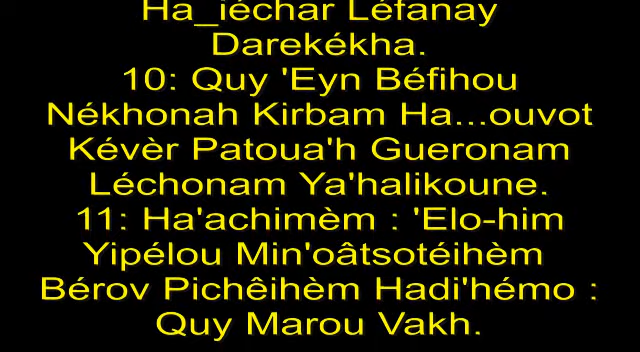 Ha_iéchar Léfanay
Darekékha.
10: Quy 'Eyn Béfihou
Nékhonah Kirbam Ha...ouvot
Kévèr Patoua'h Gueronam
Léchonam Ya'halikoune.
11: Ha'achimèm : 'Elo-him
Yipélou Min'oâtsotéihèm
Bérov Pichêihèm Hadi'hémo :
Quy Marou Vakh.